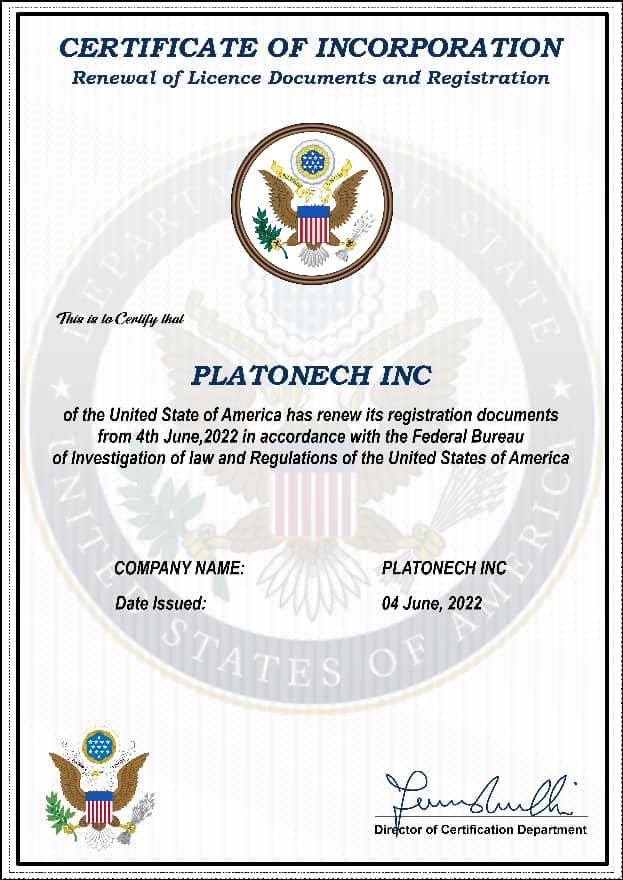 CERTIFICATE OF INCORPORATION
Renewal of Licence Documents and Registration
This is to Certify that
PLATONECH INC
of the United State of America has renew its registration documents
from 4th June,2022 in accordance with the Federal Bureau
of Investigation of law and Regulations of the United States of America
COMPANY NAME: PLATONECH INC
Date Issued: 04 June, 2022
Director of Certification Department
DEPARTMENT OF STATE
UNITED STATES OF AMERICA